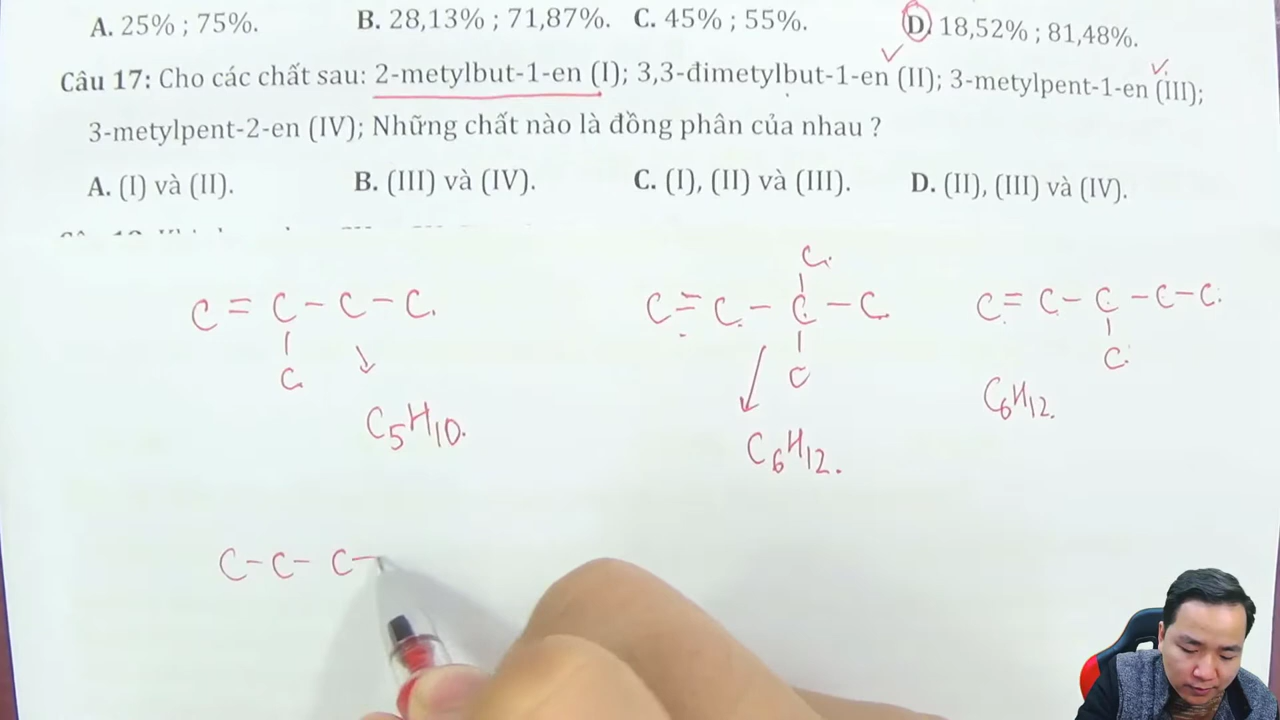 A. 25% ; 75%. B. 28,13% ; 71,87%. C. 45% ; 55%. D. 18,52% ; 81,48%.
Câu 17: Cho các chất sau: 2-metylbut-1-en (I); 3,3-đimetylbut-1-en (II); 3-metylpent-1-en (III);
3-metylpent-2-en (IV); Những chất nào là đồng phân của nhau ?
A. (I) và (II). B. (III) và (IV). C. (I), (II) và (III). D. (II), (III) và (IV).
C
C = C - C - C. C = C - C - C C = C - C - C - C
C C C
C5H10. C6H12. C6H12.
C - C - C -